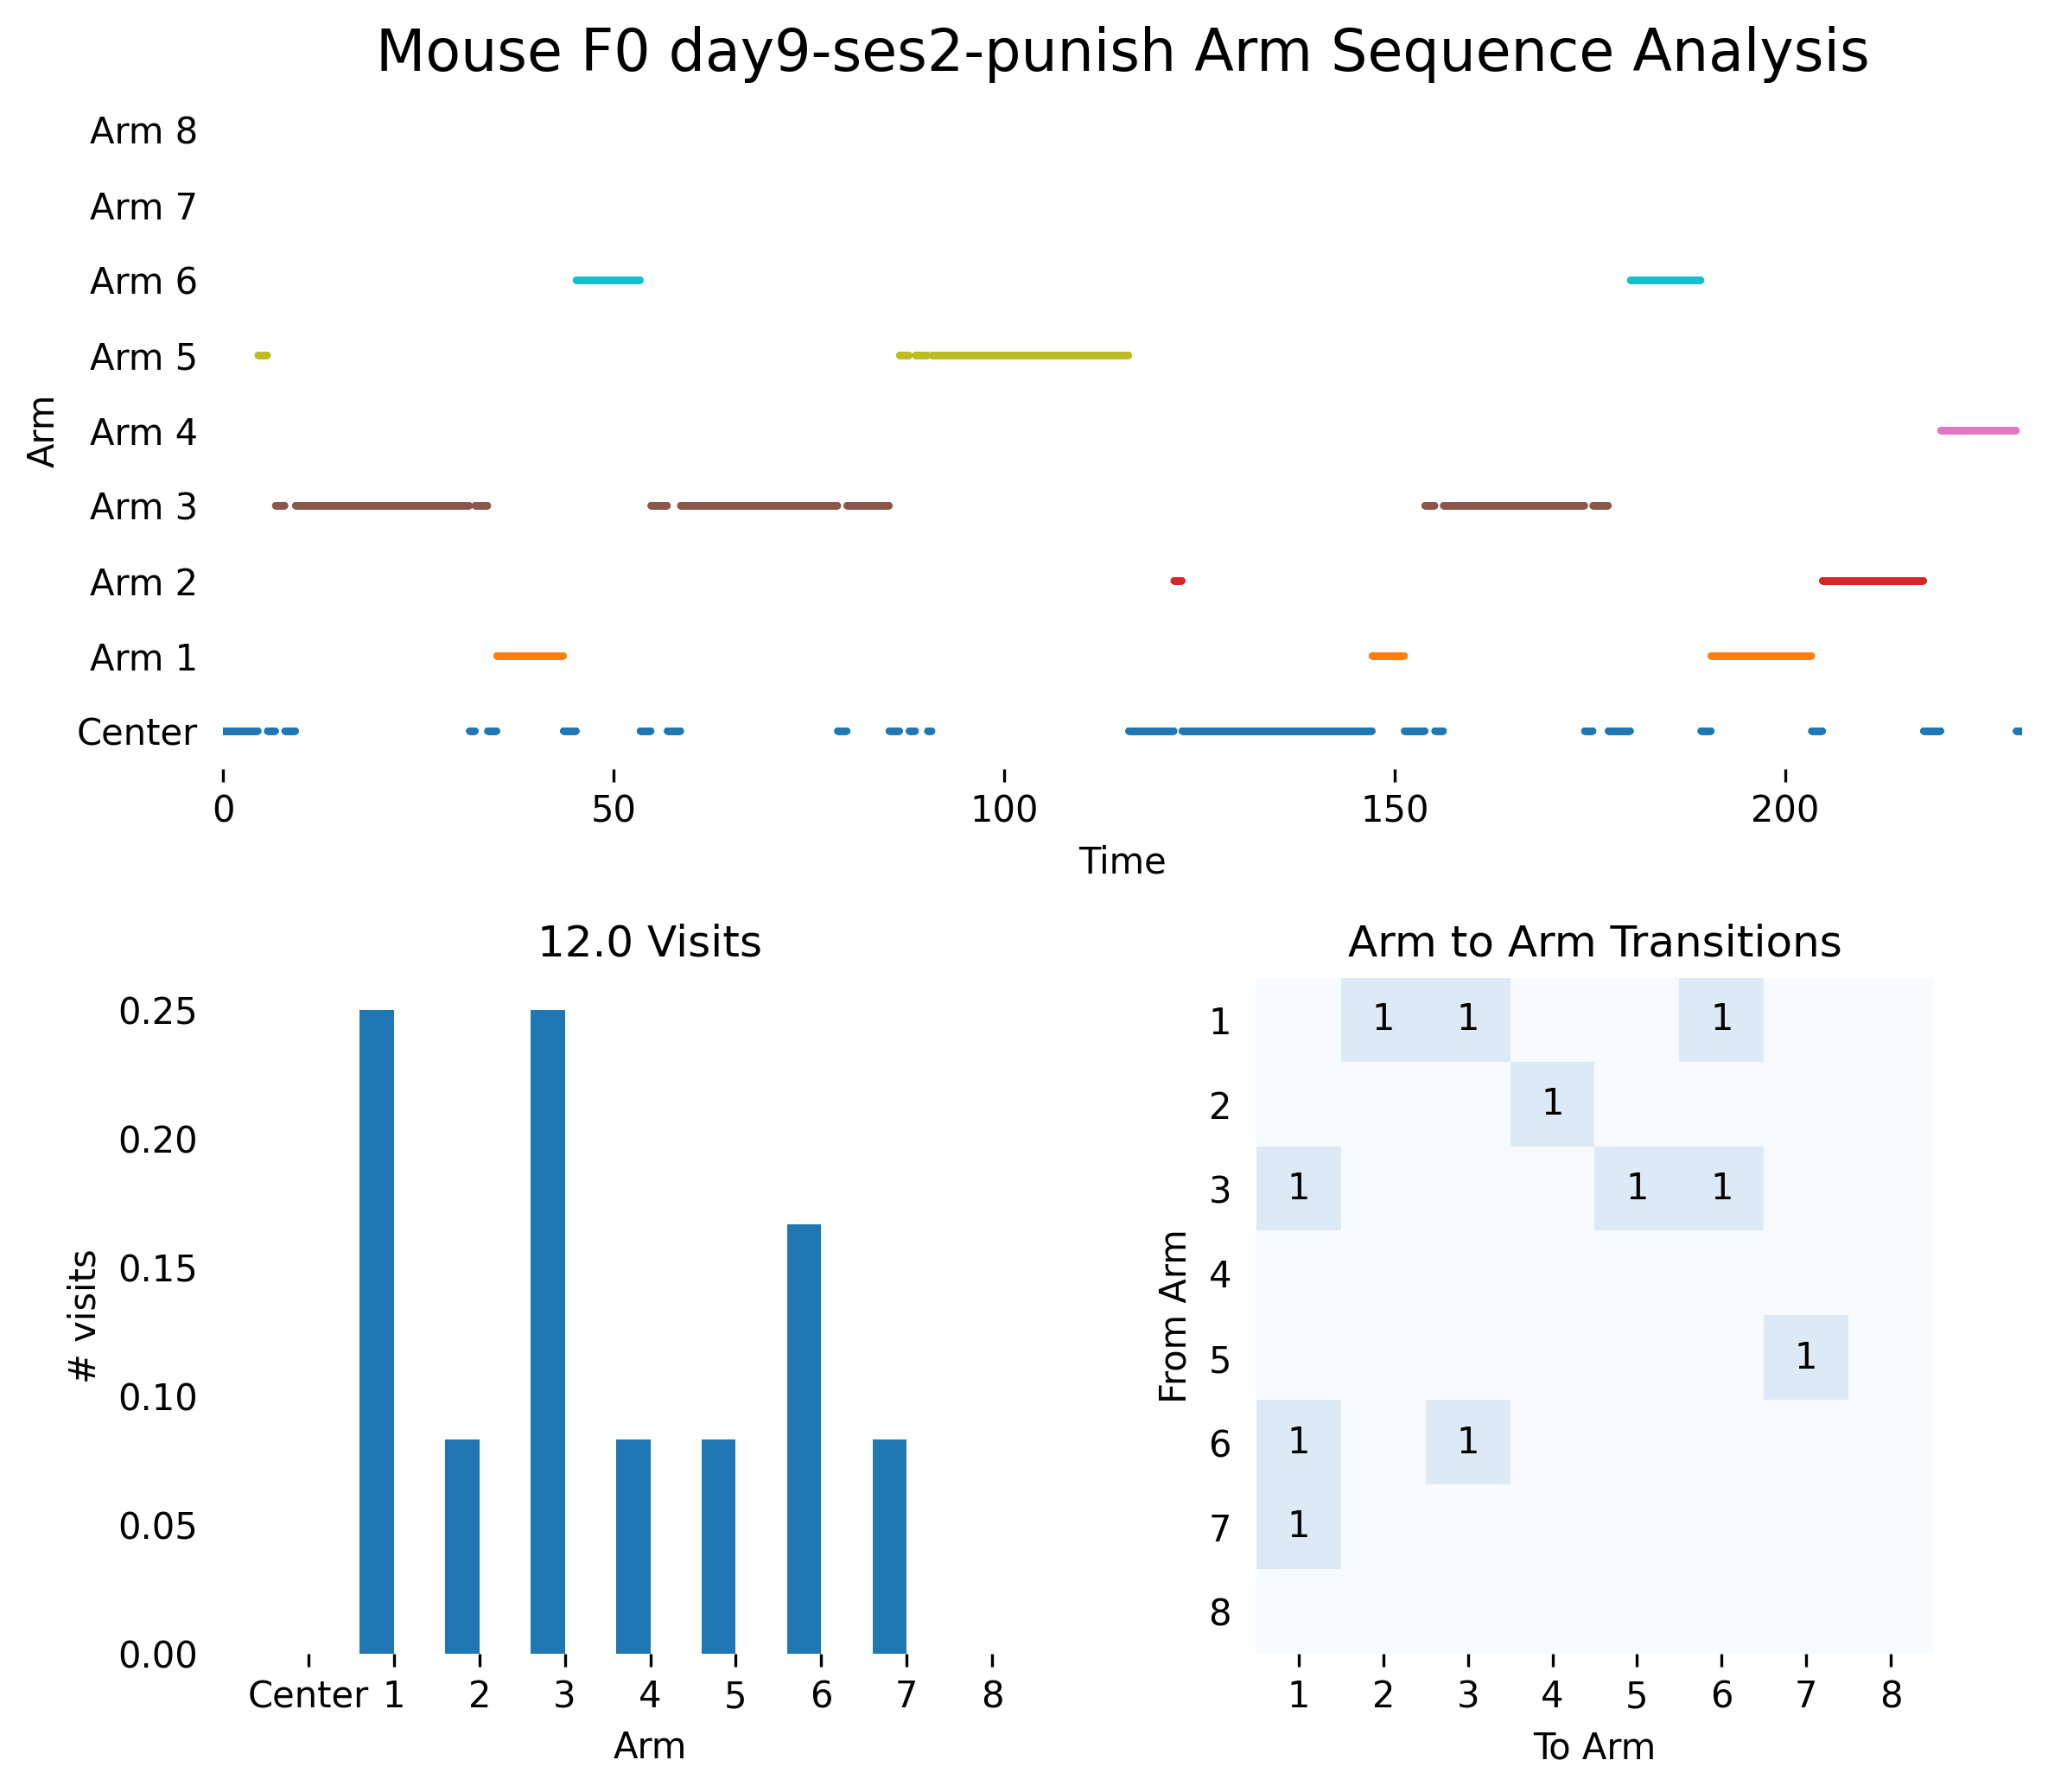 Mouse F0 day9-ses2-punish Arm Sequence Analysis
Arm 8
Arm 7
Arm 6
Arm 5
Arm 4
Arm 3
Arm 2
Arm 1
Center
Arm
0 50 100 150 200
Time
12.0 Visits
0.25
0.20
0.15
0.10
0.05
0.00
# visits
Center 1 2 3 4 5 6 7 8
Arm
Arm to Arm Transitions
1 1 1 1
2 1
3 1 1 1
4
5 1
6 1 1
7 1
8
From Arm
1 2 3 4 5 6 7 8
To Arm